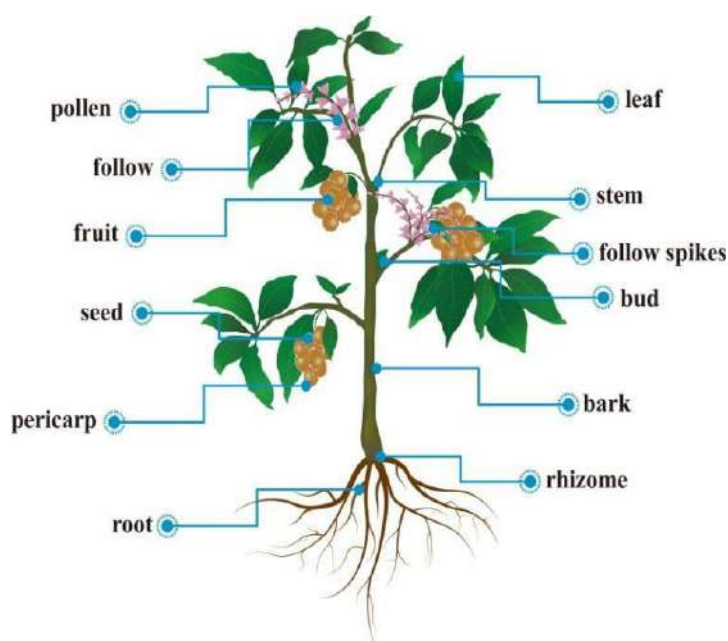 pollen
leaf
follow
stem
fruit
follow spikes
bud
seed
bark
pericarp
rhizome
root